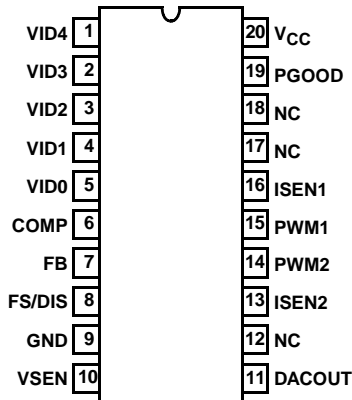 VID4 1 20 VCC
VID3 2 19 PGOOD
VID2 3 18 NC
VID1 4 17 NC
VID0 5 16 ISEN1
COMP 6 15 PWM1
FB 7 14 PWM2
FS/DIS 8 13 ISEN2
GND 9 12 NC
VSEN 10 11 DACOUT